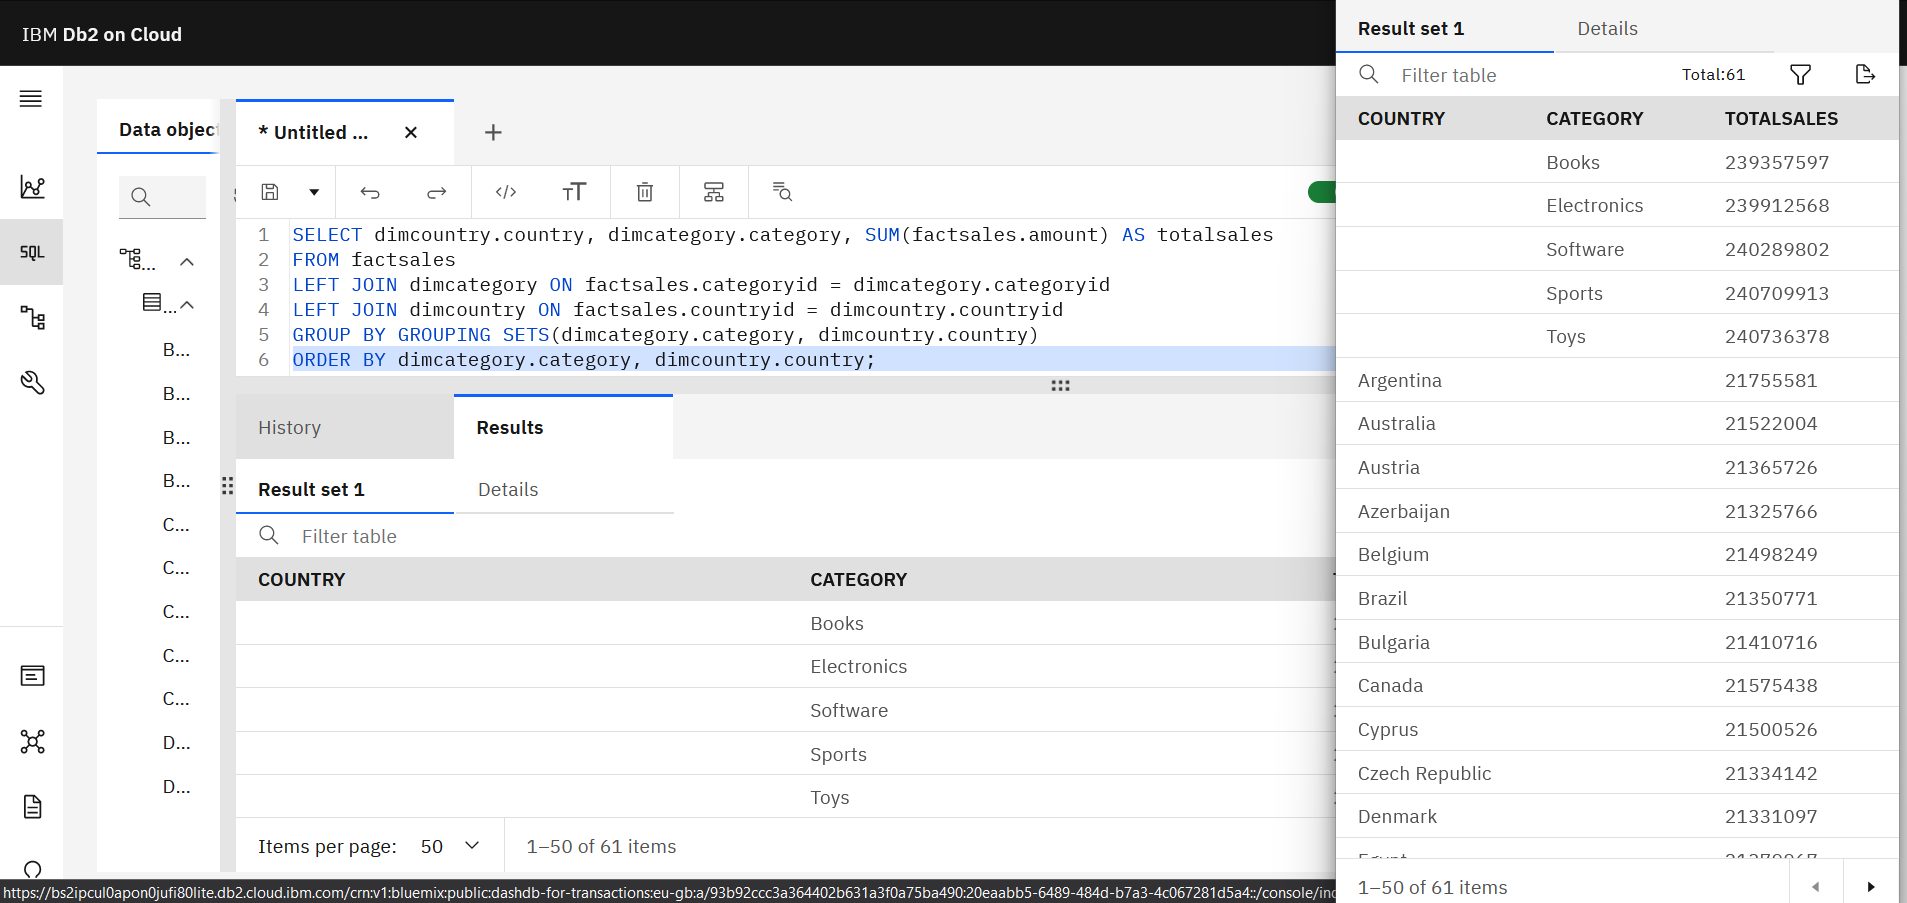 IBM Db2 on Cloud
Data object
* Untitled ...
SQL
1 SELECT dimcountry.country, dimcategory.category, SUM(factsales.amount) AS totalsales
2 FROM factsales
3 LEFT JOIN dimcategory ON factsales.categoryid = dimcategory.categoryid
4 LEFT JOIN dimcountry ON factsales.countryid = dimcountry.countryid
5 GROUP BY GROUPING SETS(dimcategory.category, dimcountry.country)
6 ORDER BY dimcategory.category, dimcountry.country;
...
...
B...
B...
B...
B...
C...
C...
C...
C...
C...
D...
D...
History Results
Result set 1 Details
Filter table
COUNTRY CATEGORY
Books
Electronics
Software
Sports
Toys
Items per page: 50 1–50 of 61 items
Result set 1 Details
Filter table Total:61
COUNTRY CATEGORY TOTALSALES
Books 239357597
Electronics 239912568
Software 240289802
Sports 240709913
Toys 240736378
Argentina 21755581
Australia 21522004
Austria 21365726
Azerbaijan 21325766
Belgium 21498249
Brazil 21350771
Bulgaria 21410716
Canada 21575438
Cyprus 21500526
Czech Republic 21334142
Denmark 21331097
1–50 of 61 items
https://bs2ipcul0apon0jufi80lite.db2.cloud.ibm.com/crn:v1:bluemix:public:dashdb-for-transactions:eu-gb:a/93b92ccc3a364402b631a3f0a75ba490:20eaabb5-6489-484d-b7a3-4c067281d5a4::/console/ind